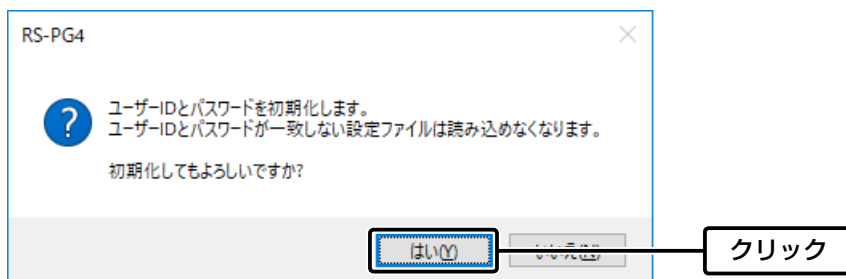 RS-PG4
ユーザーIDとパスワードを初期化します。
ユーザーIDとパスワードが一致しない設定ファイルは読み込めなくなります。
初期化してもよろしいですか?
はい(Y)
いいえ(N)
クリック